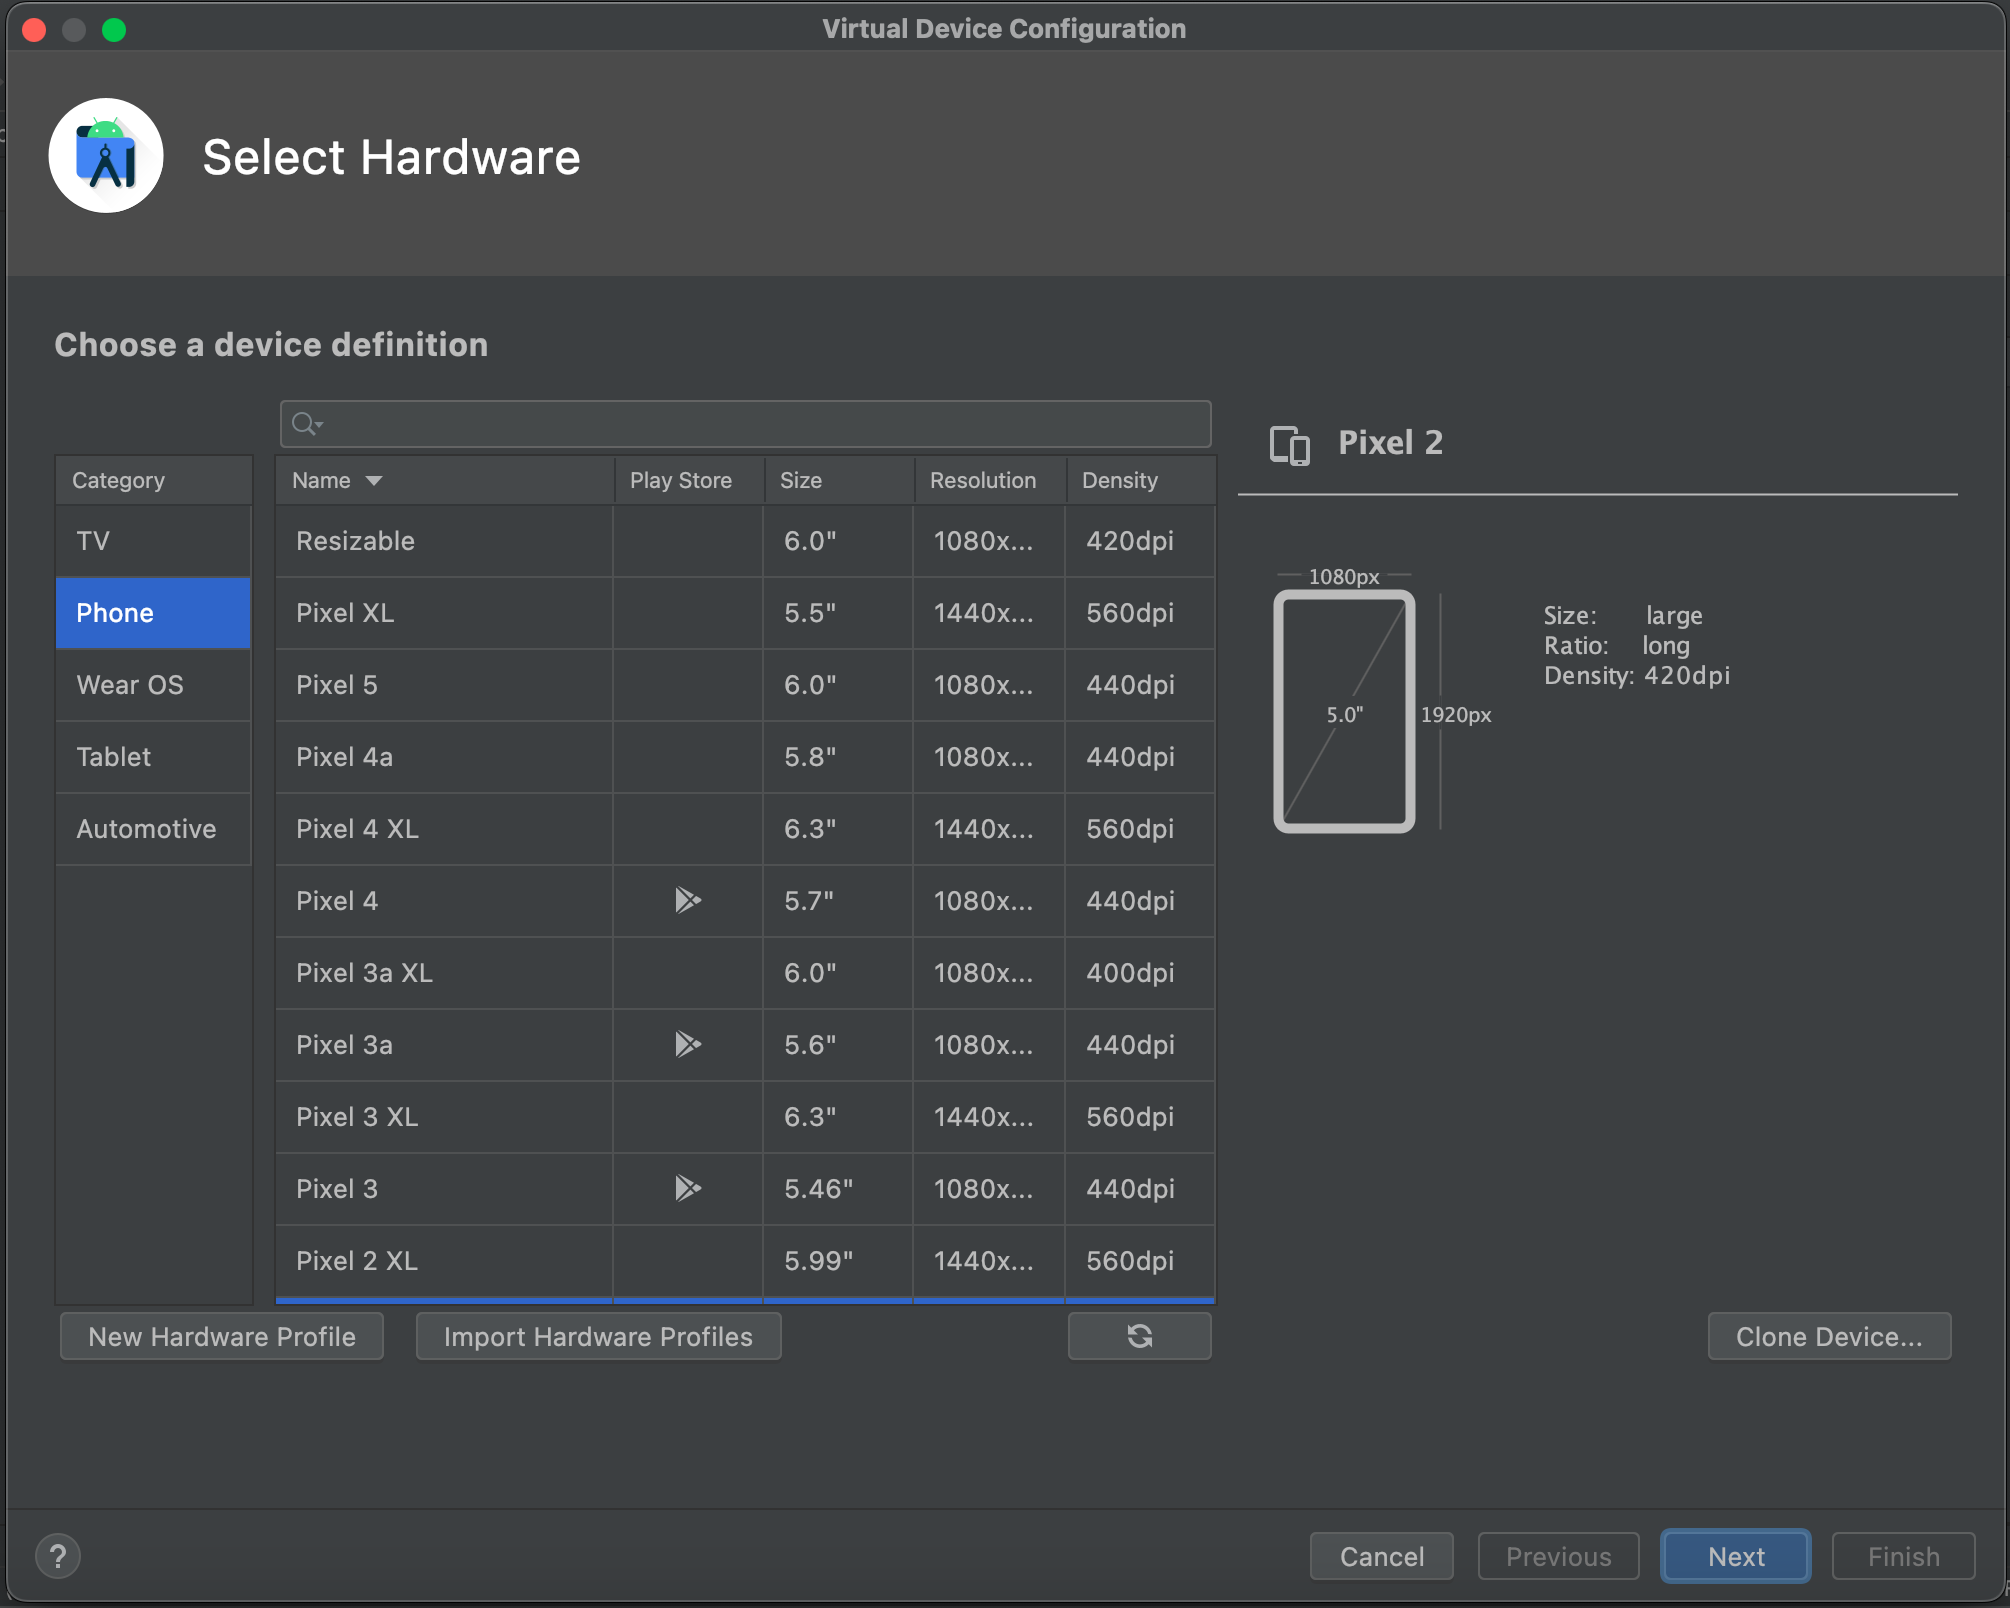 Virtual Device Configuration
Select Hardware
Choose a device definition
Category
TV
Phone
Wear OS
Tablet
Automotive
Name Play Store Size Resolution Density
Resizable 6.0" 1080x... 420dpi
Pixel XL 5.5" 1440x... 560dpi
Pixel 5 6.0" 1080x... 440dpi
Pixel 4a 5.8" 1080x... 440dpi
Pixel 4 XL 6.3" 1440x... 560dpi
Pixel 4 5.7" 1080x... 440dpi
Pixel 3a XL 6.0" 1080x... 400dpi
Pixel 3a 5.6" 1080x... 440dpi
Pixel 3 XL 6.3" 1440x... 560dpi
Pixel 3 5.46" 1080x... 440dpi
Pixel 2 XL 5.99" 1440x... 560dpi
Pixel 2
1080px
5.0"
1920px
Size: large
Ratio: long
Density: 420dpi
New Hardware Profile
Import Hardware Profiles
Clone Device...
?
Cancel
Previous
Next
Finish